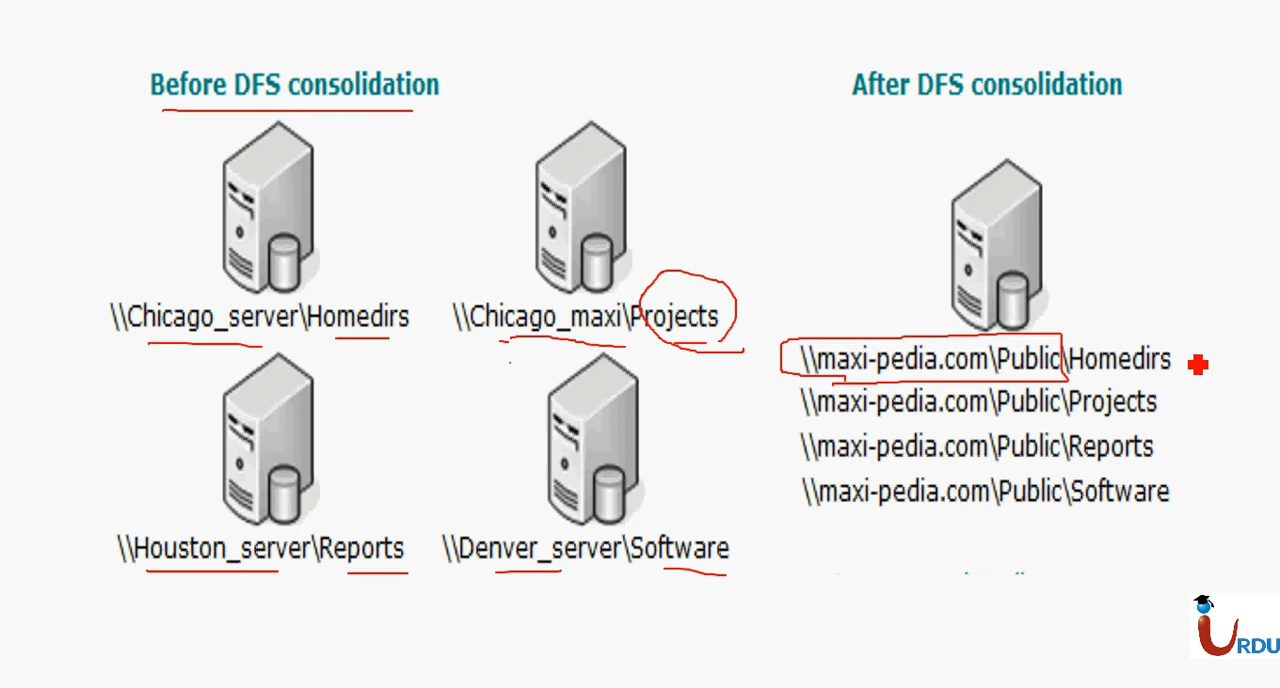 Before DFS consolidation
\\Chicago_server\Homedirs
\\Chicago_maxi\Projects
\\Houston_server\Reports
\\Denver_server\Software
After DFS consolidation
\\maxi-pedia.com\Public\Homedirs
\\maxi-pedia.com\Public\Projects
\\maxi-pedia.com\Public\Reports
\\maxi-pedia.com\Public\Software
iURDU